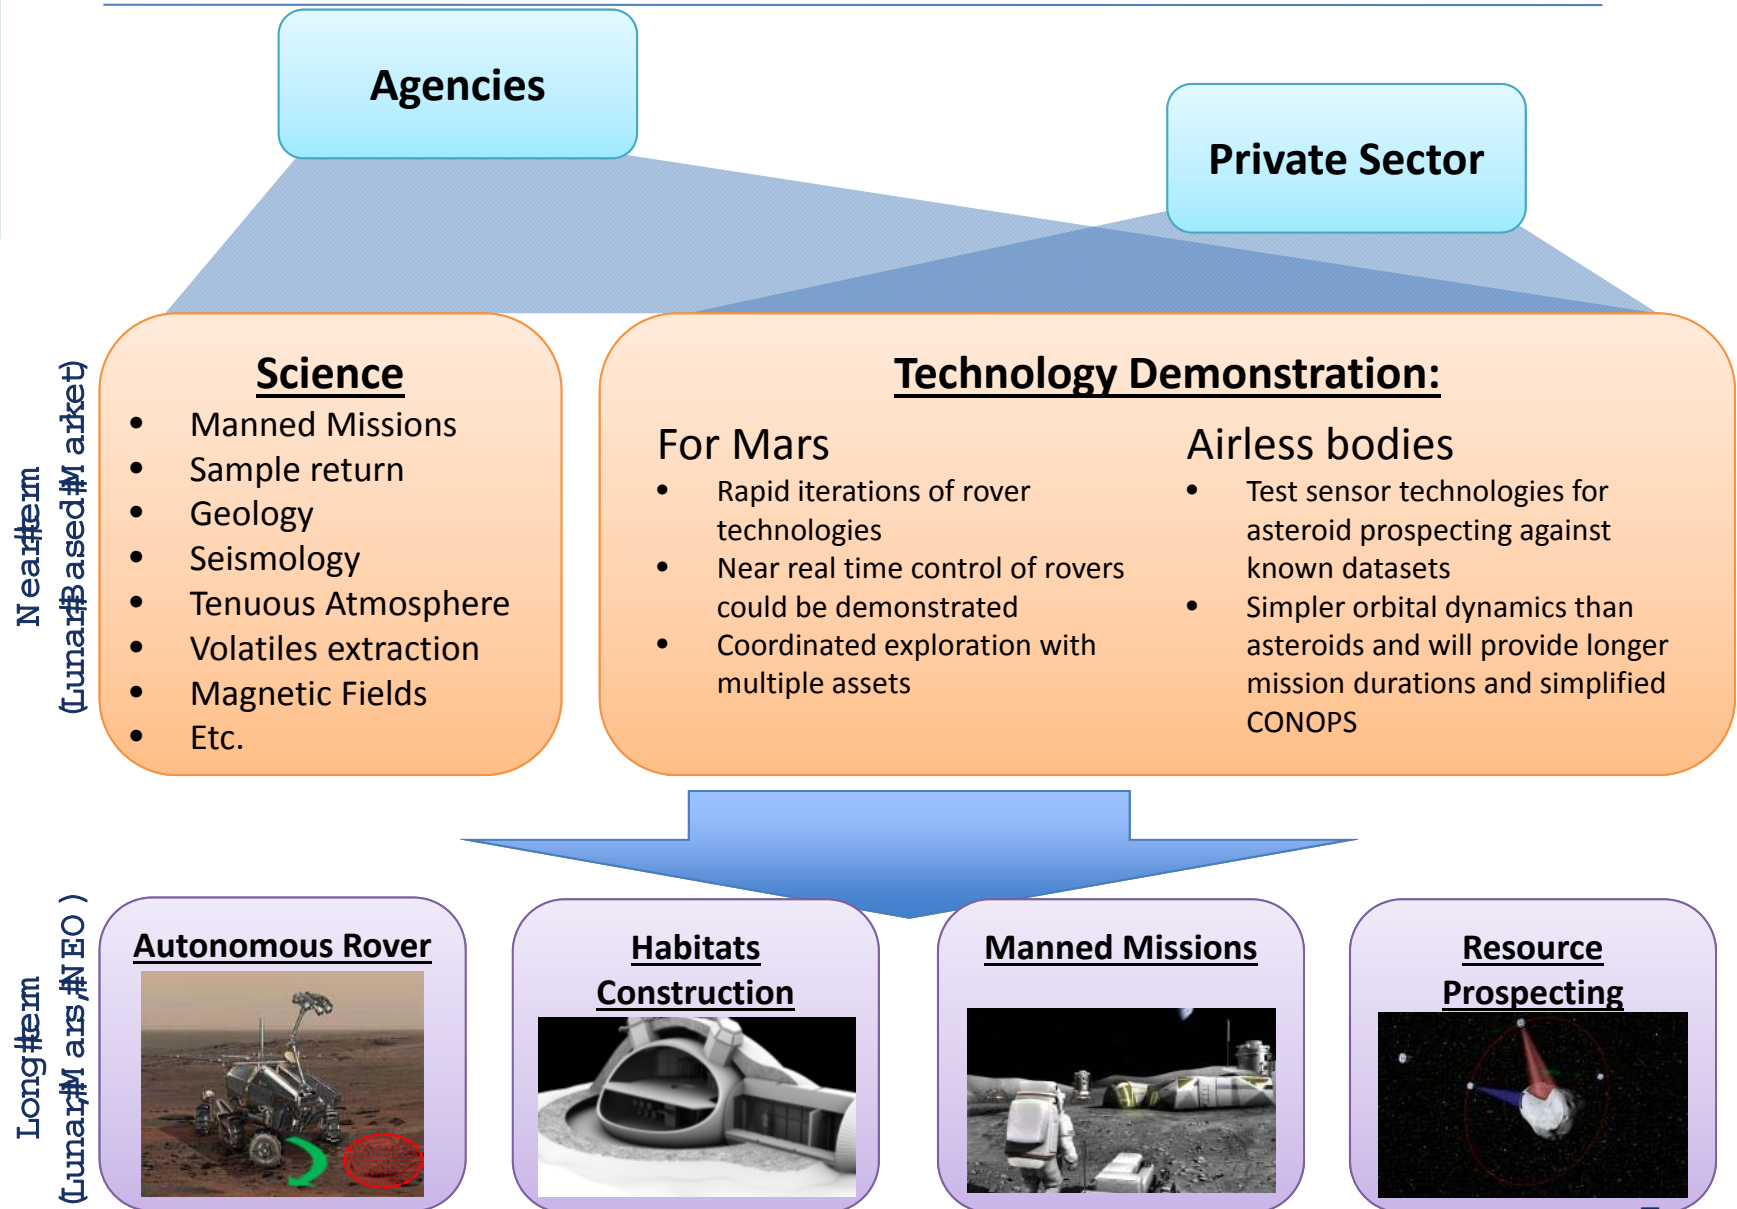 Agencies
Private Sector
Near#term
(Lunar#Based#Market)
Science
• Manned Missions
• Sample return
• Geology
• Seismology
• Tenuous Atmosphere
• Volatiles extraction
• Magnetic Fields
• Etc.
Technology Demonstration:
For Mars
• Rapid iterations of rover
technologies
• Near real time control of rovers
could be demonstrated
• Coordinated exploration with
multiple assets
Airless bodies
• Test sensor technologies for
asteroid prospecting against
known datasets
• Simpler orbital dynamics than
asteroids and will provide longer
mission durations and simplified
CONOPS
Long#term
(Lunar,#Mars,#NEO)
Autonomous Rover
Habitats
Construction
Manned Missions
Resource
Prospecting